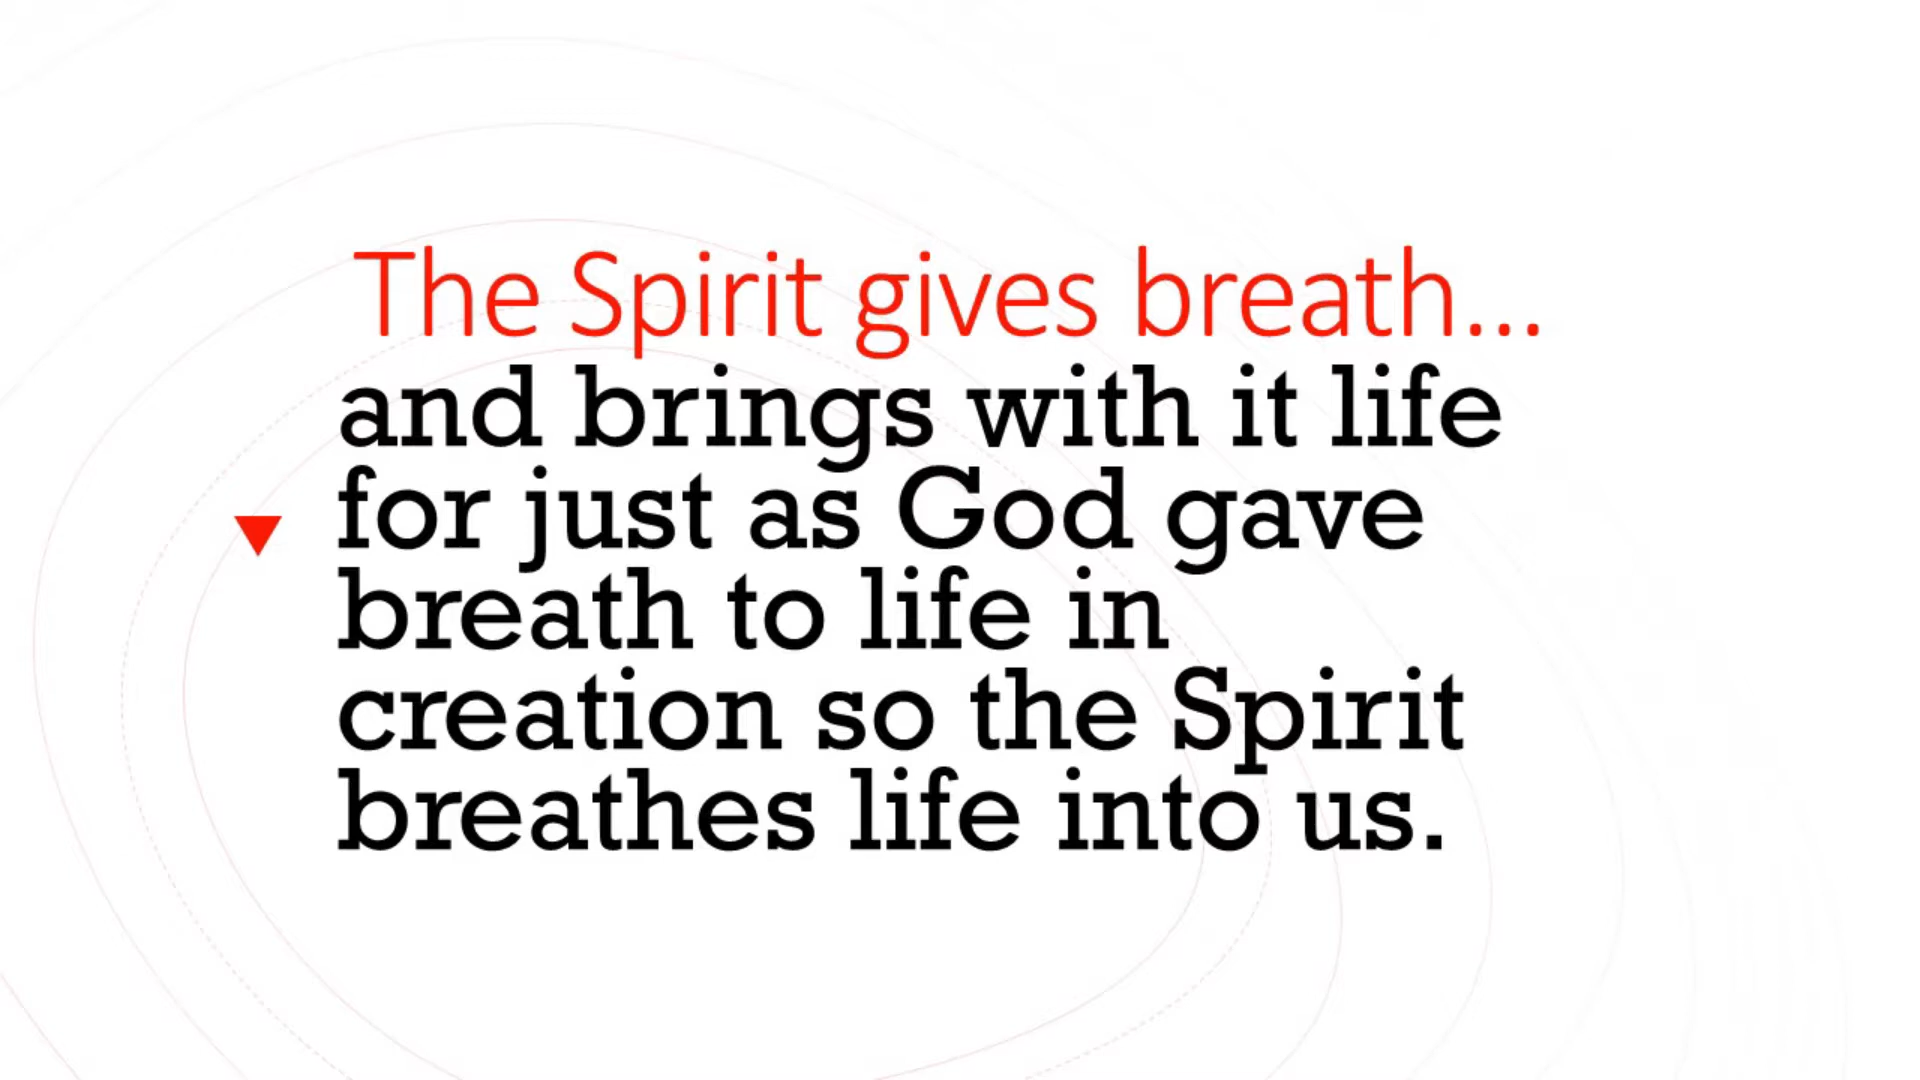 The Spirit gives breath...
and brings with it life
for just as God gave
breath to life in
creation so the Spirit
breathes life into us.